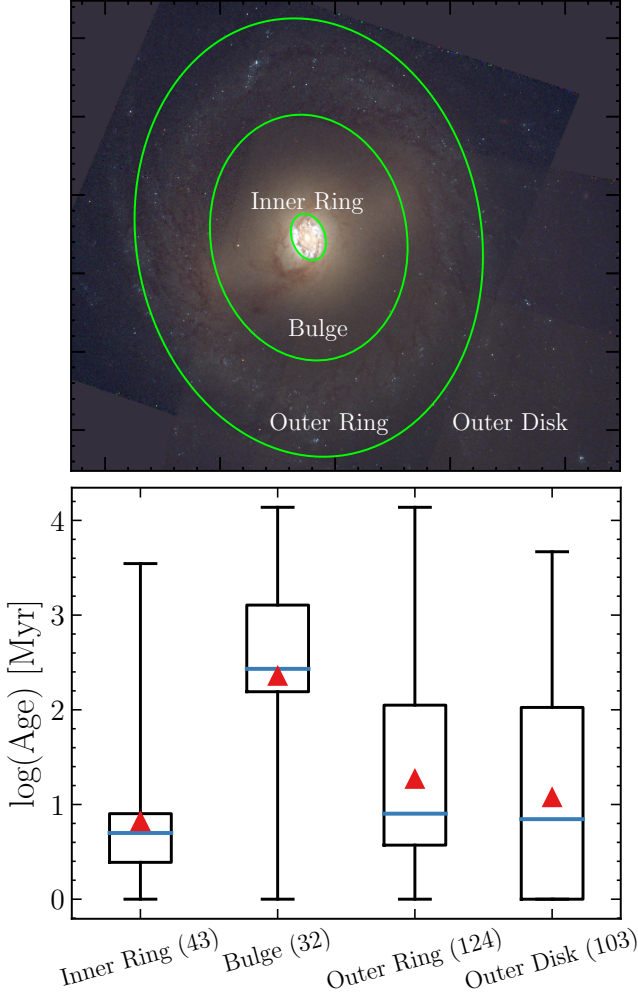 Inner Ring
Bulge
Outer Ring
Outer Disk
log(Age) [Myr]
4
3
2
1
0
Inner Ring (43)
Bulge (32)
Outer Ring (124)
Outer Disk (103)